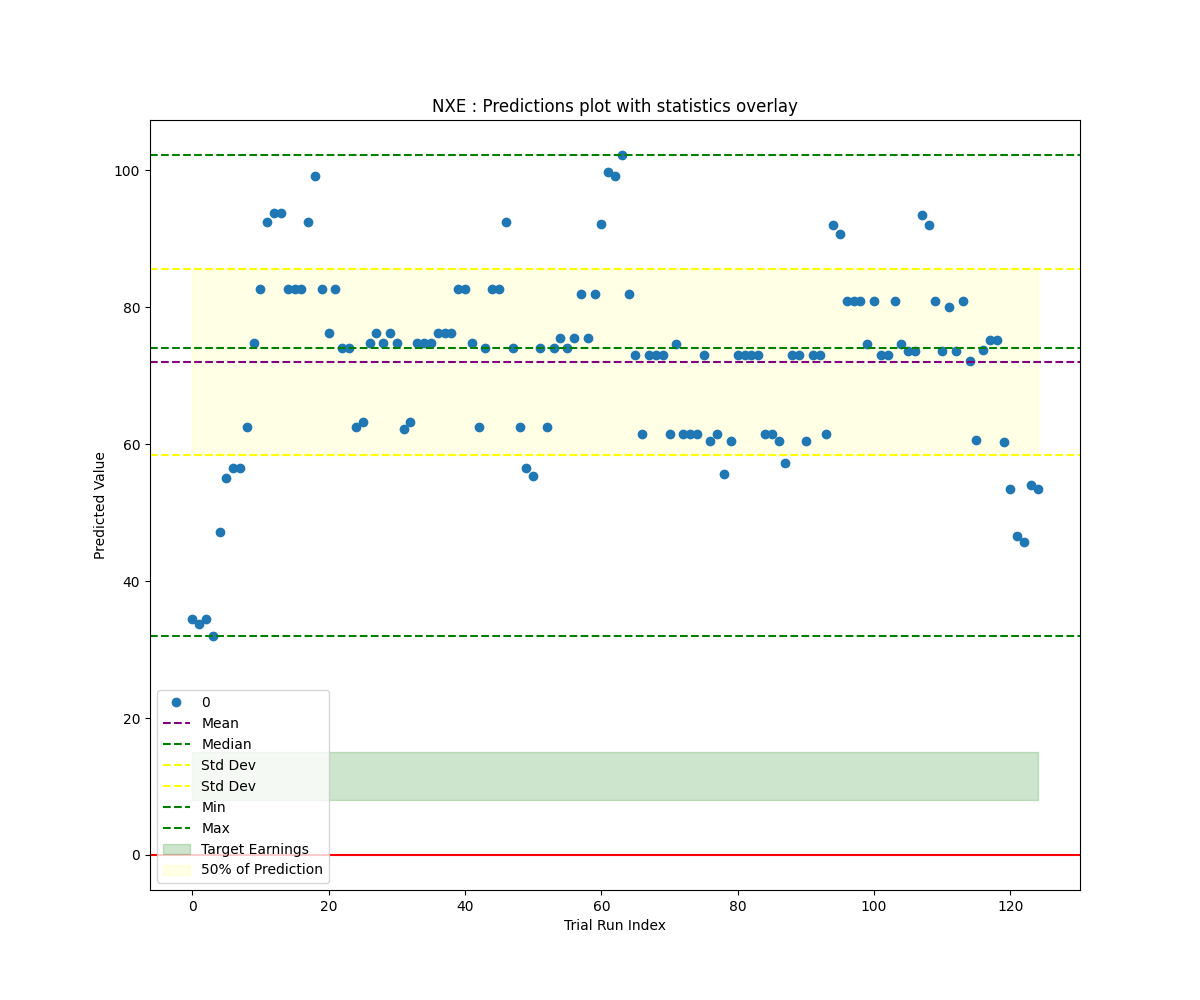 NXE : Predictions plot with statistics overlay
100
80
60
40
20
0
Predicted Value
0
Mean
Median
Std Dev
Std Dev
Min
Max
Target Earnings
50% of Prediction
0
20
40
60
80
100
120
Trial Run Index